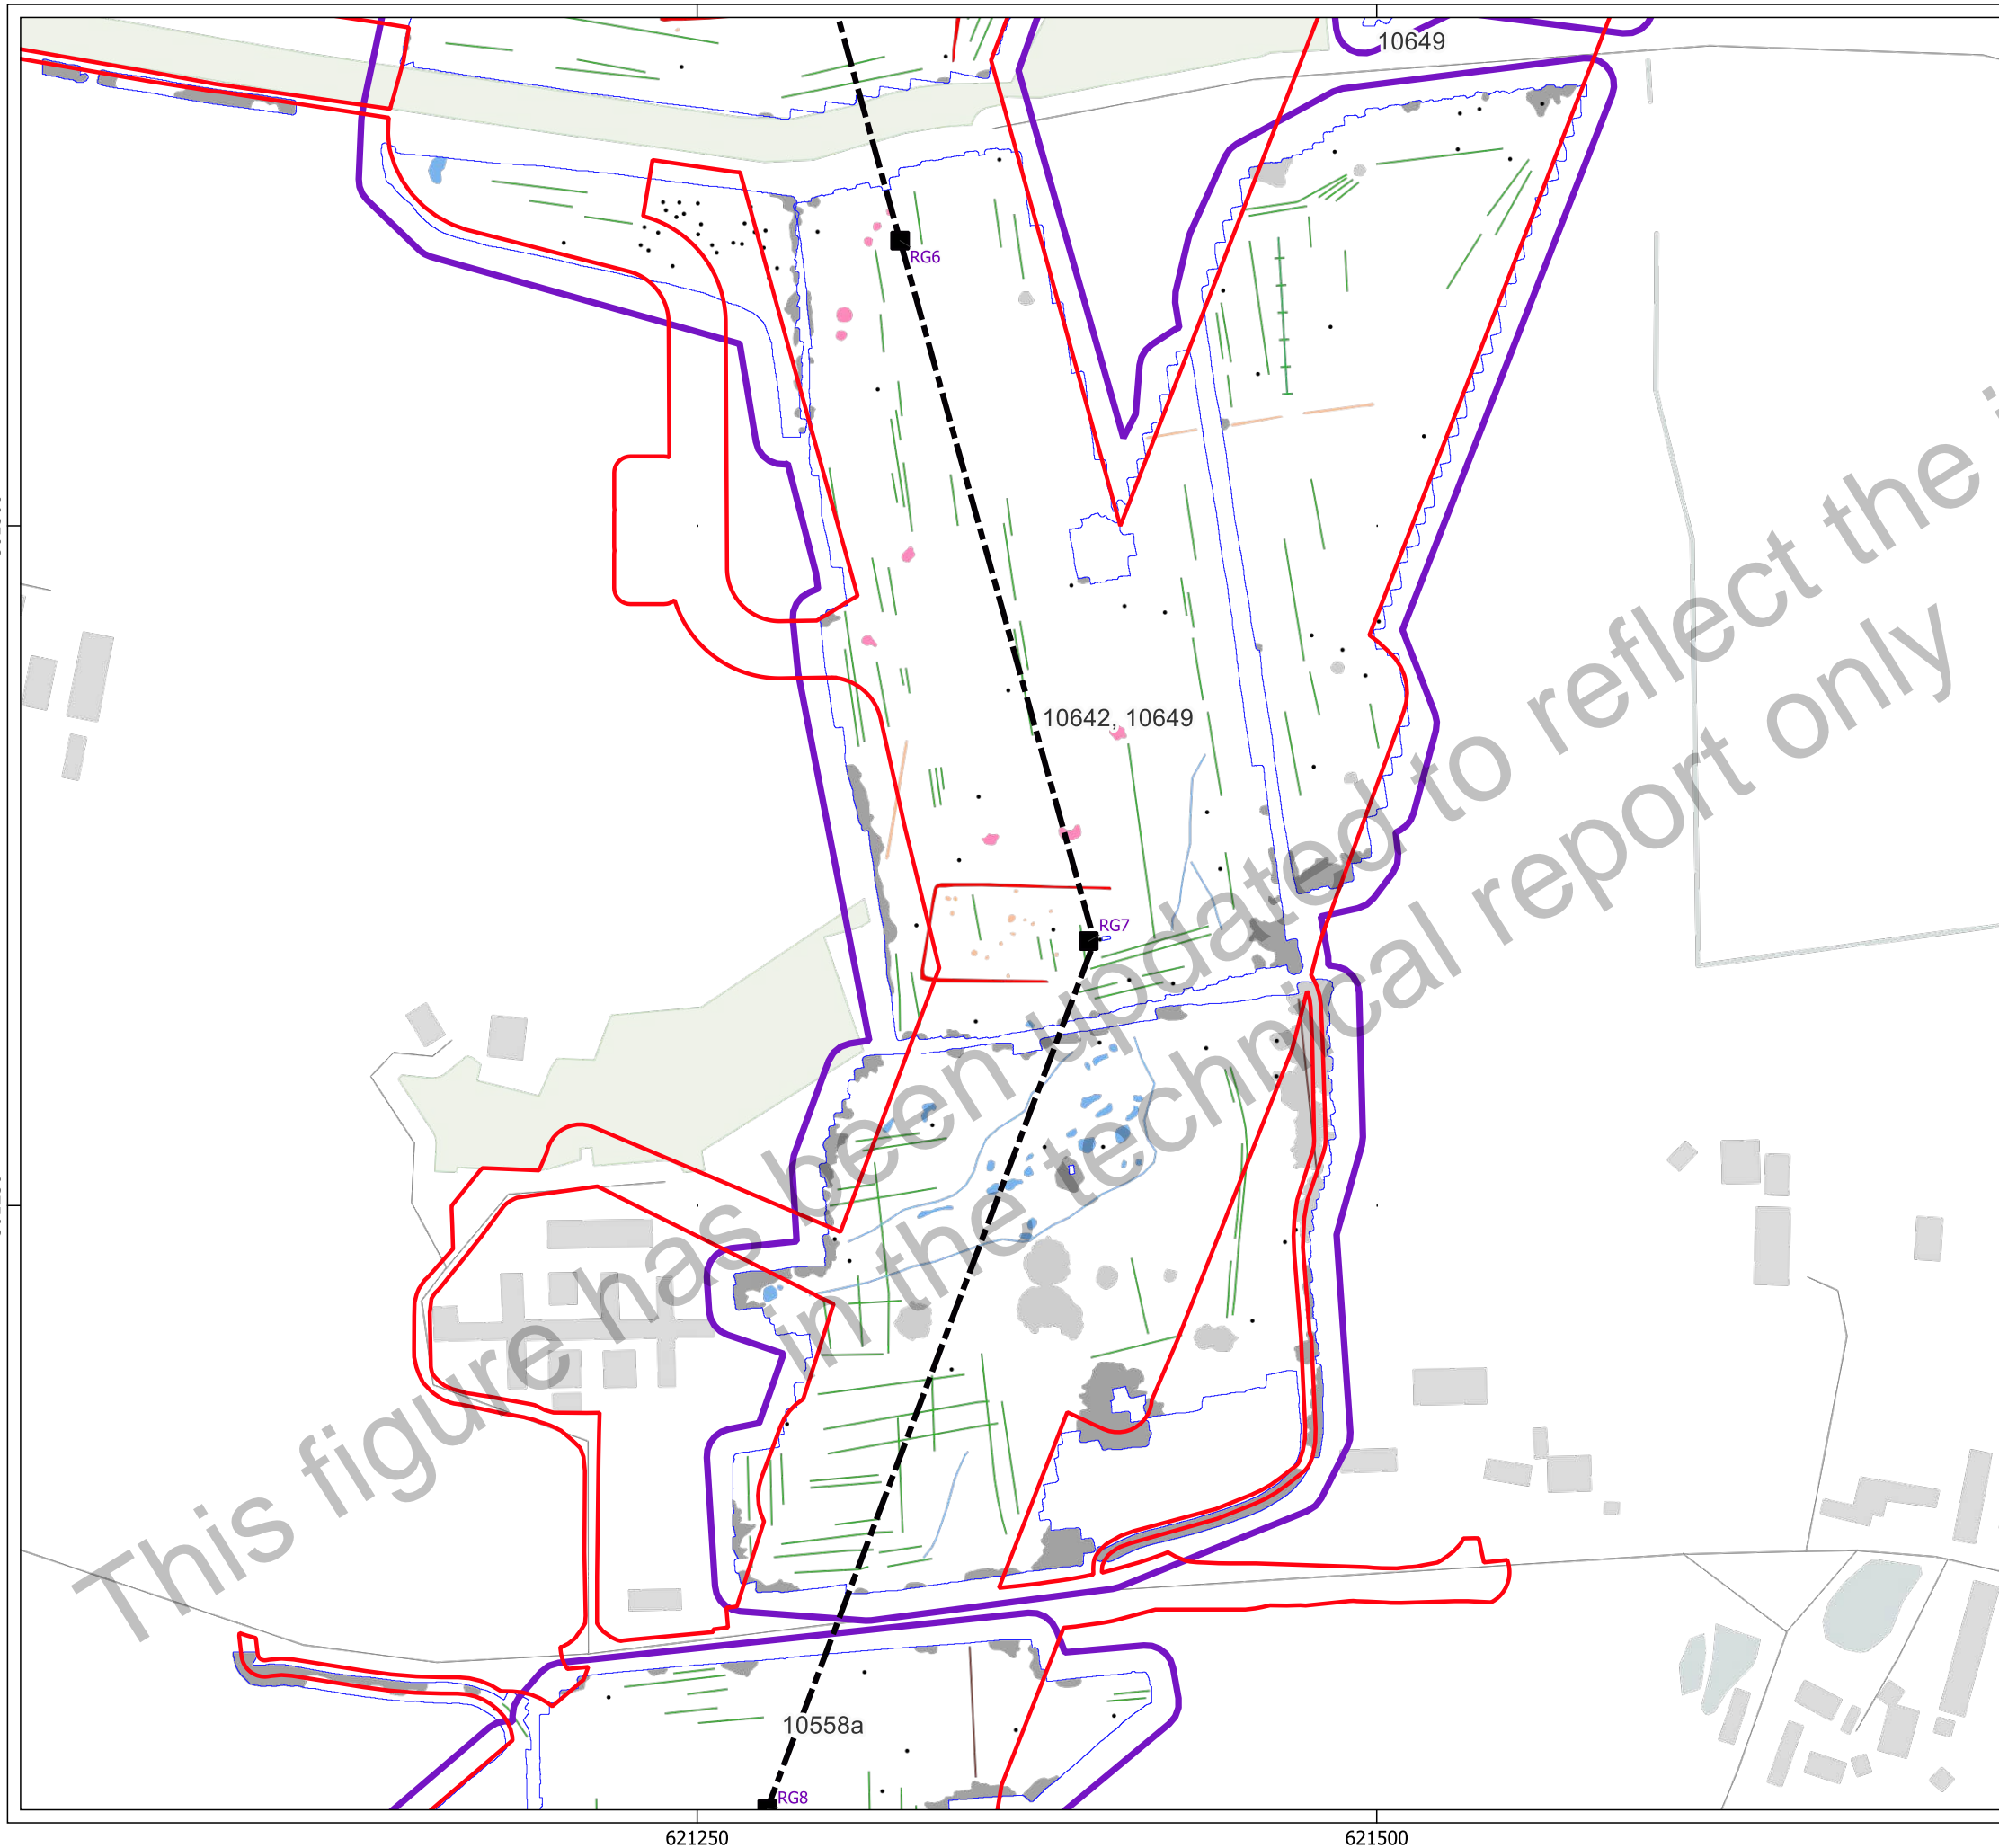 10649
RG6
10642, 10649
RG7
This figure has been updated to reflect the
in the technical report only
10558a
RG8
621250
621500